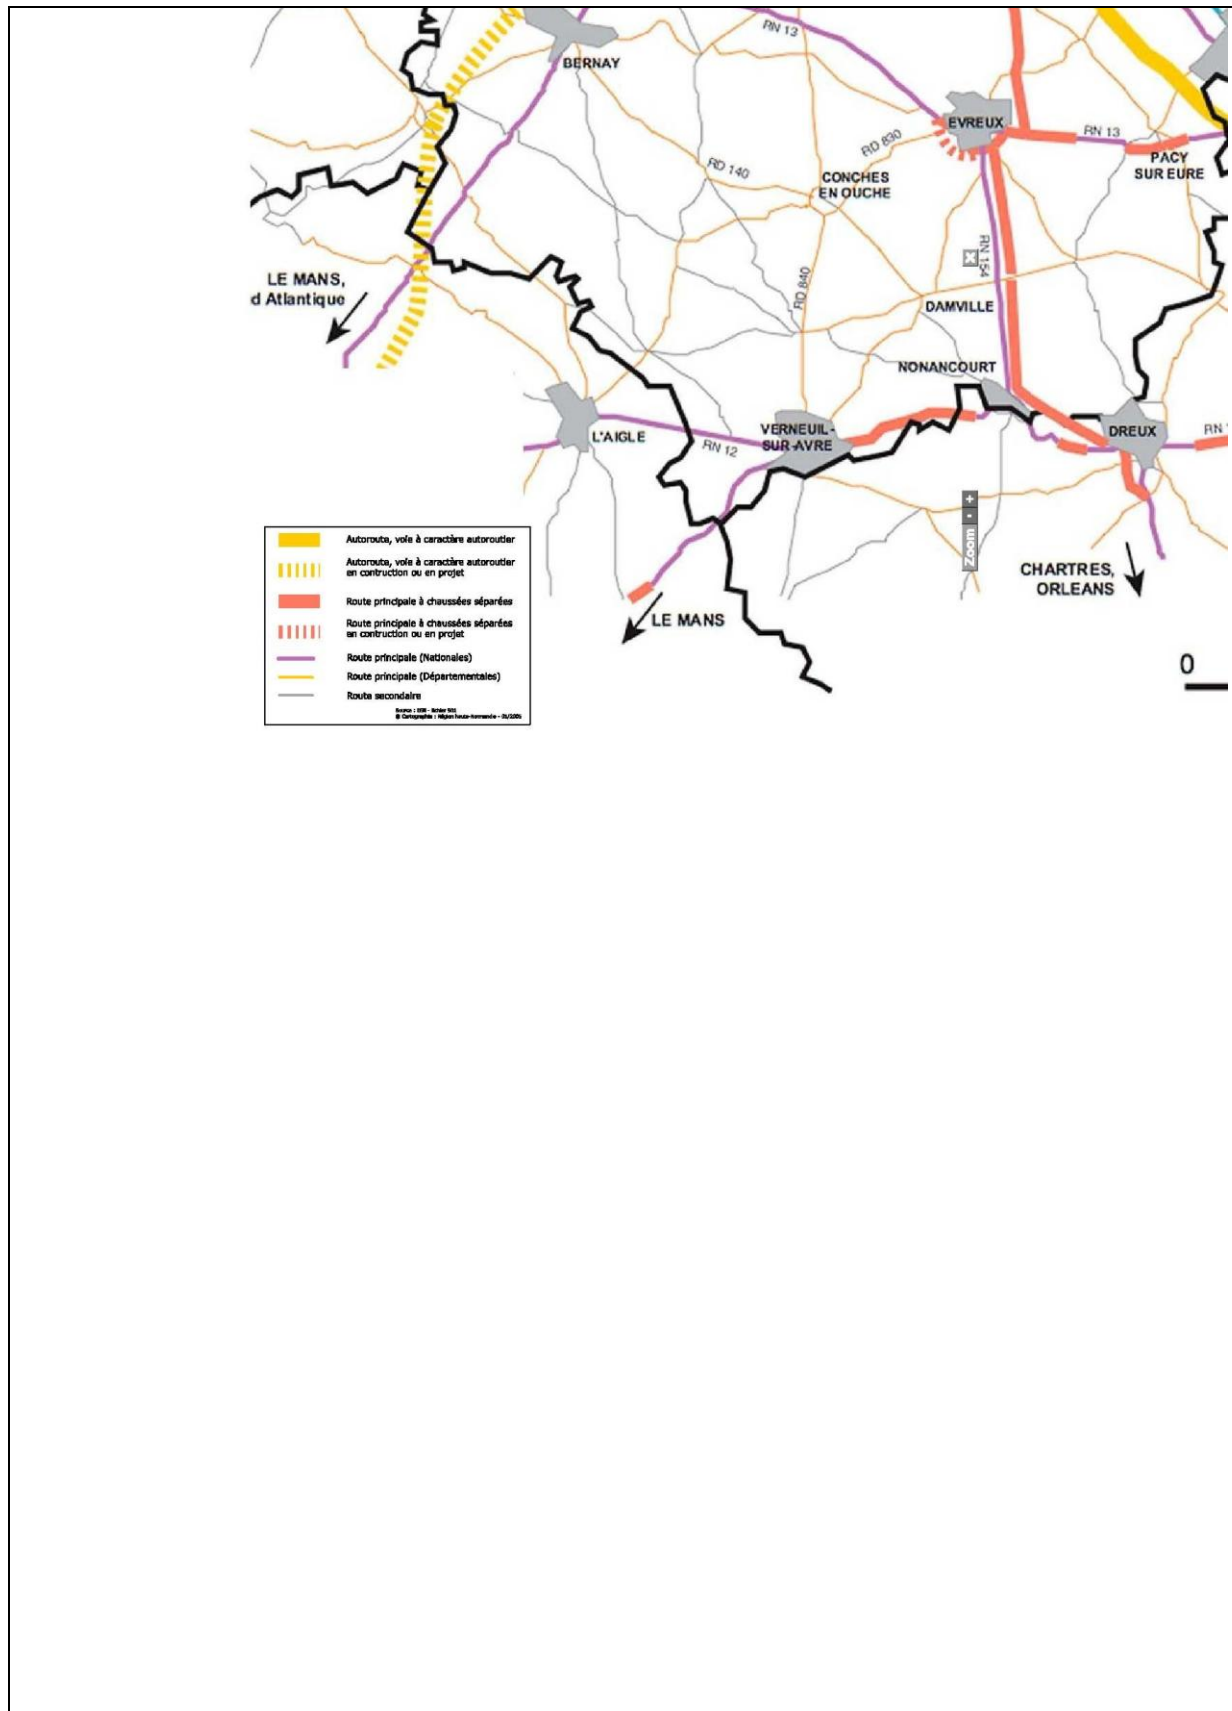 RN 13
BERNAY
EVREUX
RN 13
RD 830
PACY
SUR EURE
RD 140
CONCHES
EN OUCHE
RN 154
LE MANS,
d Atlantique
RD 840
DAMVILLE
NONANCOURT
L'AIGLE
RN 12
VERNEUIL-
SUR-AVRE
DREUX
RN
Zoom - +
CHARTRES,
ORLEANS
LE MANS
0
Autoroute, voie à caractère autoroutier
Autoroute, voie à caractère autoroutier
en contruction ou en projet
Route principale à chaussées séparées
Route principale à chaussées séparées
en contruction ou en projet
Route principale (Nationales)
Route principale (Départementales)
Route secondaire